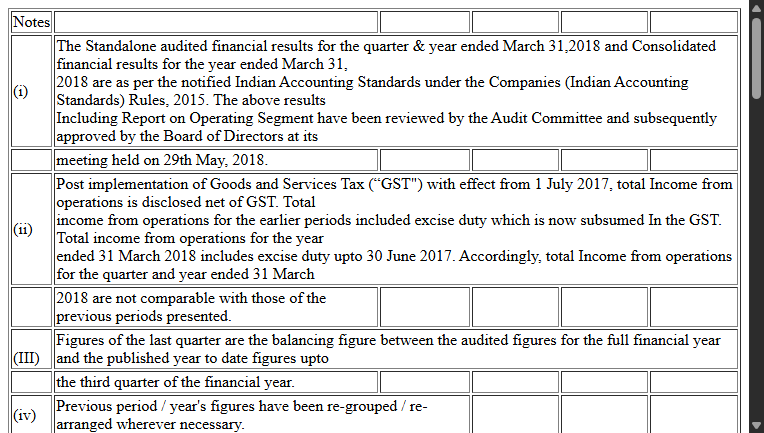 Notes
The Standalone audited financial results for the quarter & year ended March 31,2018 and Consolidated
financial results for the year ended March 31,
(i) 2018 are as per the notified Indian Accounting Standards under the Companies (Indian Accounting
Standards) Rules, 2015. The above results
Including Report on Operating Segment have been reviewed by the Audit Committee and subsequently
approved by the Board of Directors at its
meeting held on 29th May, 2018.
Post implementation of Goods and Services Tax (“GST") with effect from 1 July 2017, total Income from
operations is disclosed net of GST. Total
(ii) income from operations for the earlier periods included excise duty which is now subsumed In the GST.
Total income from operations for the year
ended 31 March 2018 includes excise duty upto 30 June 2017. Accordingly, total Income from operations
for the quarter and year ended 31 March
2018 are not comparable with those of the
previous periods presented.
Figures of the last quarter are the balancing figure between the audited figures for the full financial year
(III) and the published year to date figures upto
the third quarter of the financial year.
(iv) Previous period / year's figures have been re-grouped / re-
arranged wherever necessary.